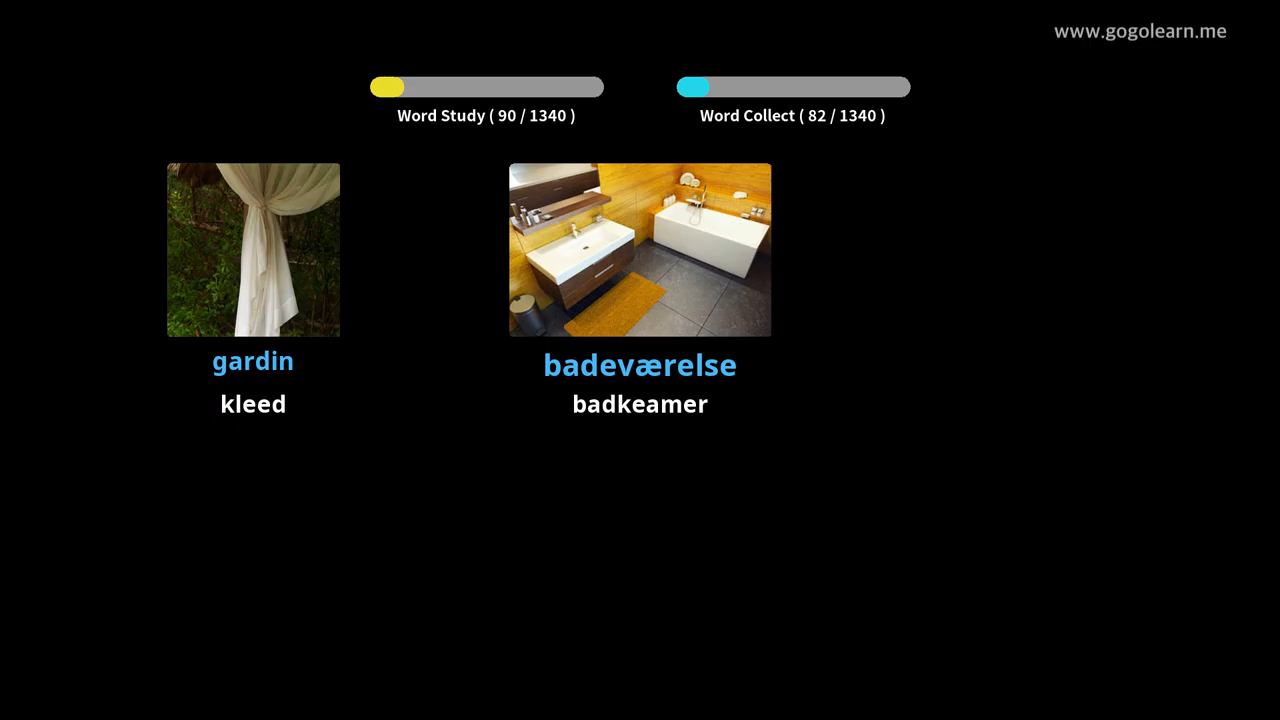 www.gogolearn.me
Word Study ( 90 / 1340 )
Word Collect ( 82 / 1340 )
gardin
kleed
badeværelse
badkeamer